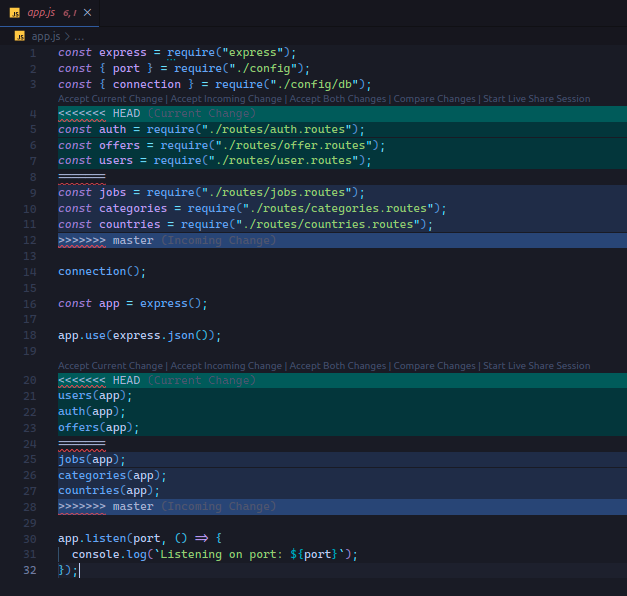 JS app.js 6, !
JS app.js > ...
1 const express = require("express");
2 const { port } = require("./config");
3 const { connection } = require("./config/db");
Accept Current Change | Accept Incoming Change | Accept Both Changes | Compare Changes | Start Live Share Session
4 <<<<<<< HEAD (Current Change)
5 const auth = require("./routes/auth.routes");
6 const offers = require("./routes/offer.routes");
7 const users = require("./routes/user.routes");
8 =======
9 const jobs = require("./routes/jobs.routes");
10 const categories = require("./routes/categories.routes");
11 const countries = require("./routes/countries.routes");
12 >>>>>>> master (Incoming Change)
13
14 connection();
15
16 const app = express();
17
18 app.use(express.json());
19
Accept Current Change | Accept Incoming Change | Accept Both Changes | Compare Changes | Start Live Share Session
20 <<<<<<< HEAD (Current Change)
21 users(app);
22 auth(app);
23 offers(app);
24 =======
25 jobs(app);
26 categories(app);
27 countries(app);
28 >>>>>>> master (Incoming Change)
29
30 app.listen(port, () => {
31 console.log(`Listening on port: ${port}`);
32 });